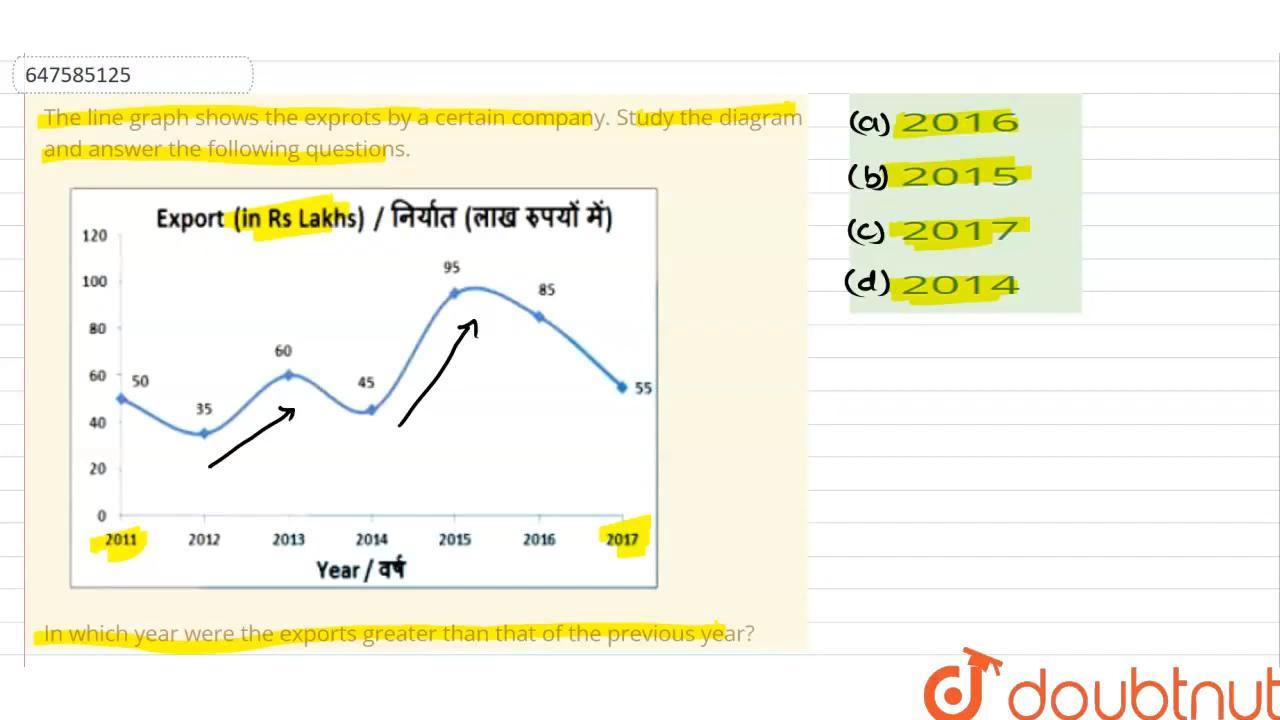 647585125
The line graph shows the exprots by a certain company. Study the diagram
and answer the following questions.
Export (in Rs Lakhs) / निर्यात (लाख रुपयों में)
120
100
80
60
40
20
0
50
35
60
45
95
85
55
2011 2012 2013 2014 2015 2016 2017
Year / वर्ष
In which year were the exports greater than that of the previous year?
(a) 2016
(b) 2015
(c) 2017
(d) 2014
doubtnut